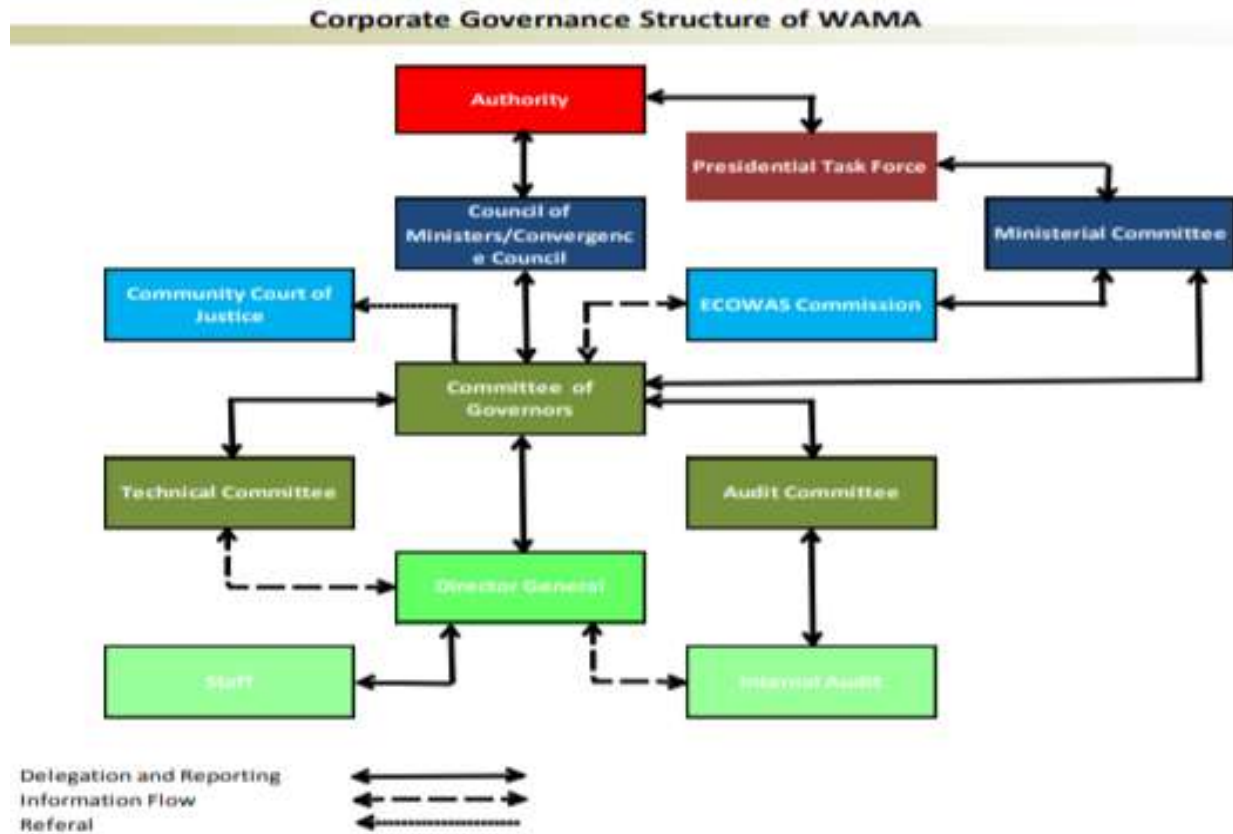 Corporate Governance Structure of WAMA
Authority
Presidential Task Force
Council of
Ministers/Convergenc
e Council
Ministerial Committee
Community Court of
Justice
ECOWAS Commission
Committee of
Governors
Technical Committee
Audit Committee
Director General
Staff
Internal Audit
Delegation and Reporting
Information Flow
Referal